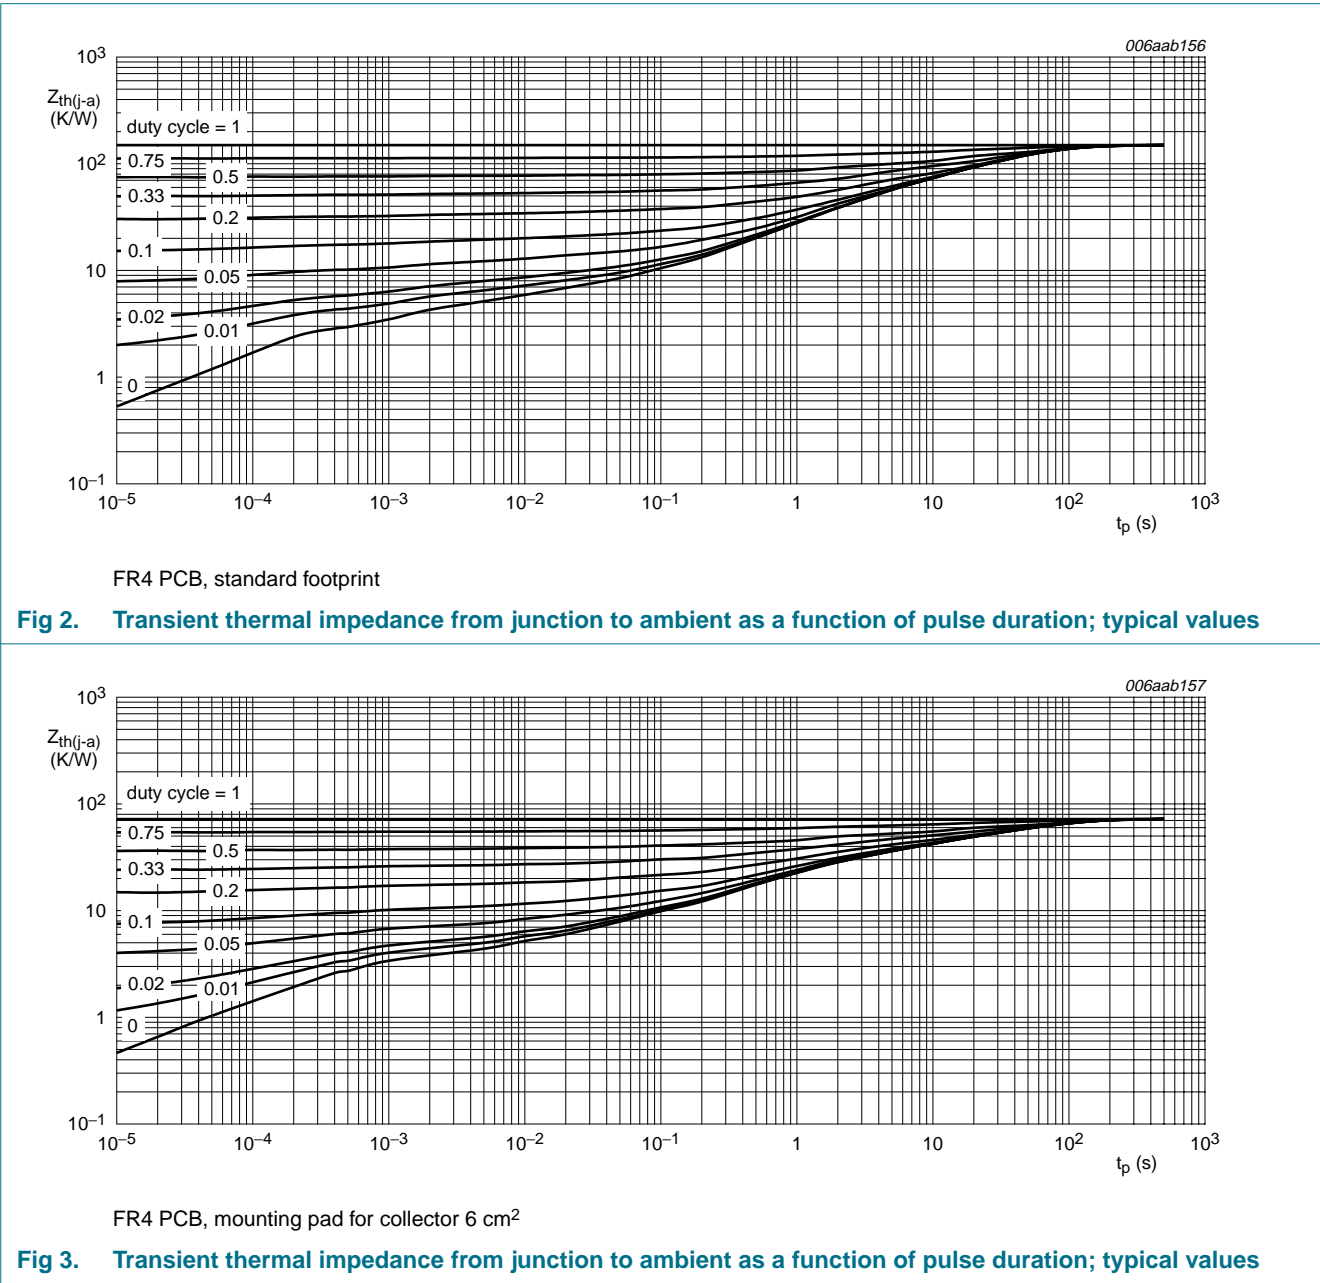 006aab156
10³
Zth(j-a)
(K/W)
duty cycle = 1
10²
0.75
0.5
0.33
0.2
0.1
10
0.05
0.02
0.01
1
0
10−1
10−5 10−4 10−3 10−2 10−1 1 10 10² 10³
tp (s)
FR4 PCB, standard footprint
Fig 2. Transient thermal impedance from junction to ambient as a function of pulse duration; typical values
006aab157
10³
Zth(j-a)
(K/W)
duty cycle = 1
10²
0.75
0.5
0.33
0.2
10
0.1
0.05
0.02
0.01
1
0
10−1
10−5 10−4 10−3 10−2 10−1 1 10 10² 10³
tp (s)
FR4 PCB, mounting pad for collector 6 cm²
Fig 3. Transient thermal impedance from junction to ambient as a function of pulse duration; typical values